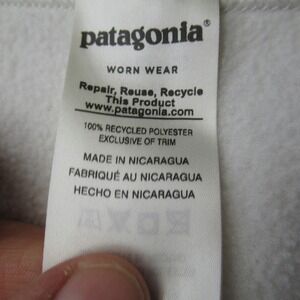 patagonia®
WORN WEAR
Repair, Reuse, Recycle
This Product
www.patagonia.com
100% RECYCLED POLYESTER
EXCLUSIVE OF TRIM
MADE IN NICARAGUA
FABRIQUÉ AU NICARAGUA
HECHO EN NICARAGUA